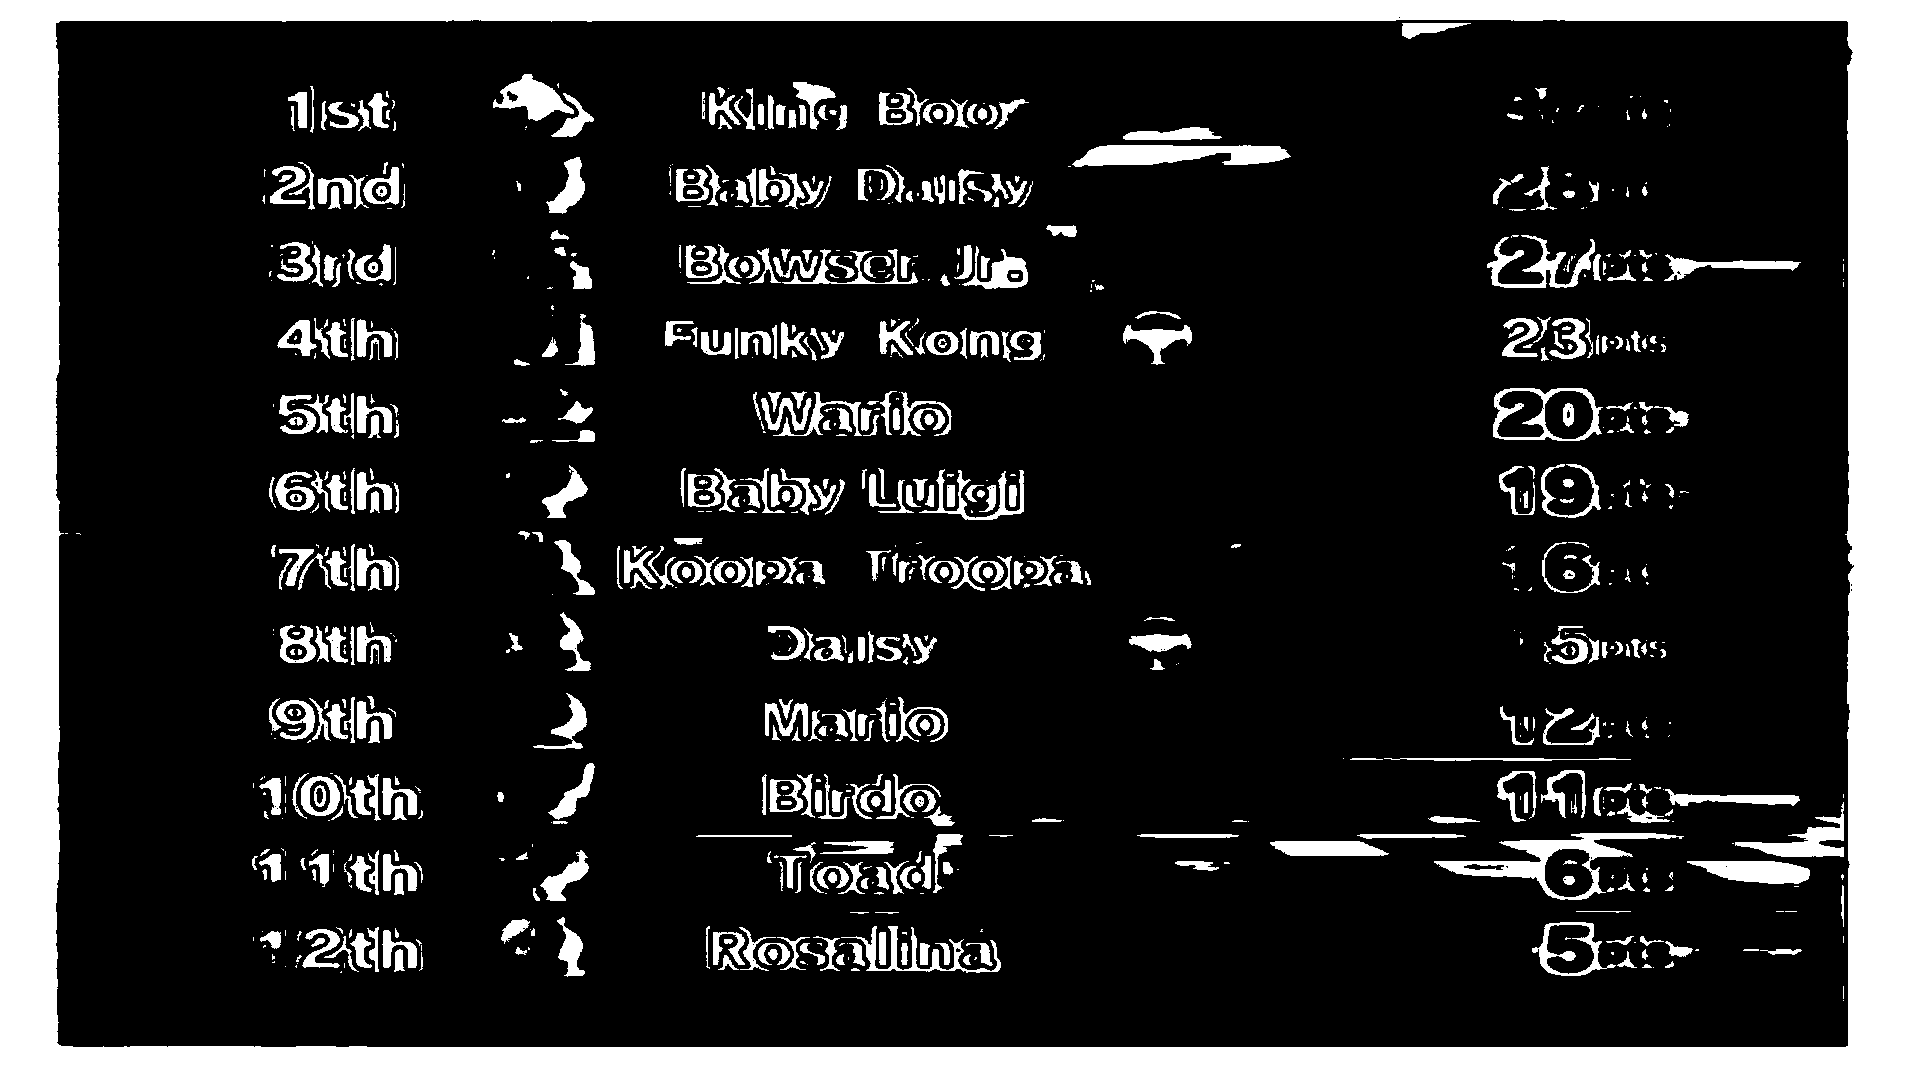 1st King Boo
2nd Baby Daisy 28pts
3rd Bowser Jr. 27pts
4th Funky Kong 23pts
5th Wario 20pts
6th Baby Luigi 19pts
7th Koopa Troopa 16pts
8th Daisy 15pts
9th Mario 12pts
10th Birdo 11pts
11th Toad 6pts
12th Rosalina 5pts